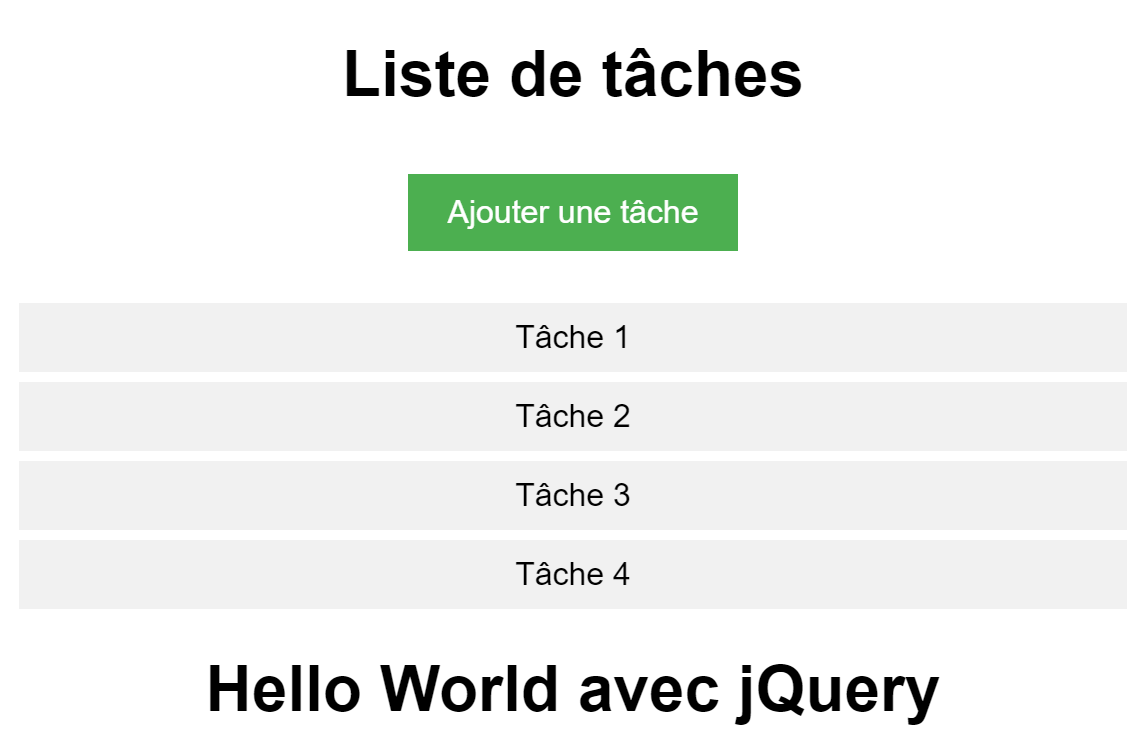 Liste de tâches
Ajouter une tâche
Tâche 1
Tâche 2
Tâche 3
Tâche 4
Hello World avec jQuery